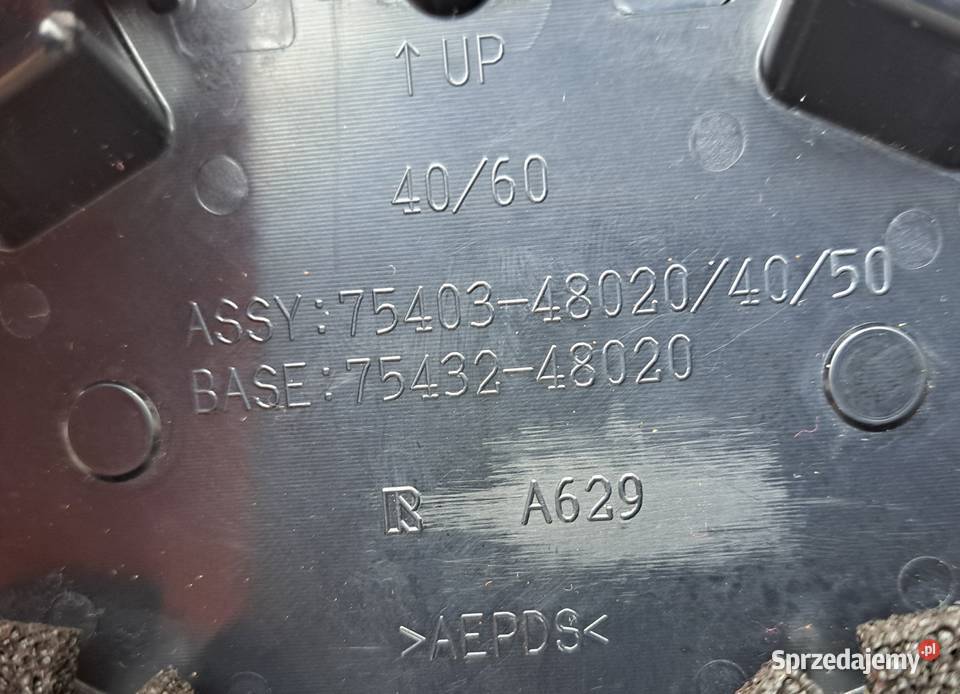 ↑ UP
40/60
ASSY:75403-48020/40/50
BASE:75432-48020
R A629
>AEPDS<
Sprzedajemy.pl